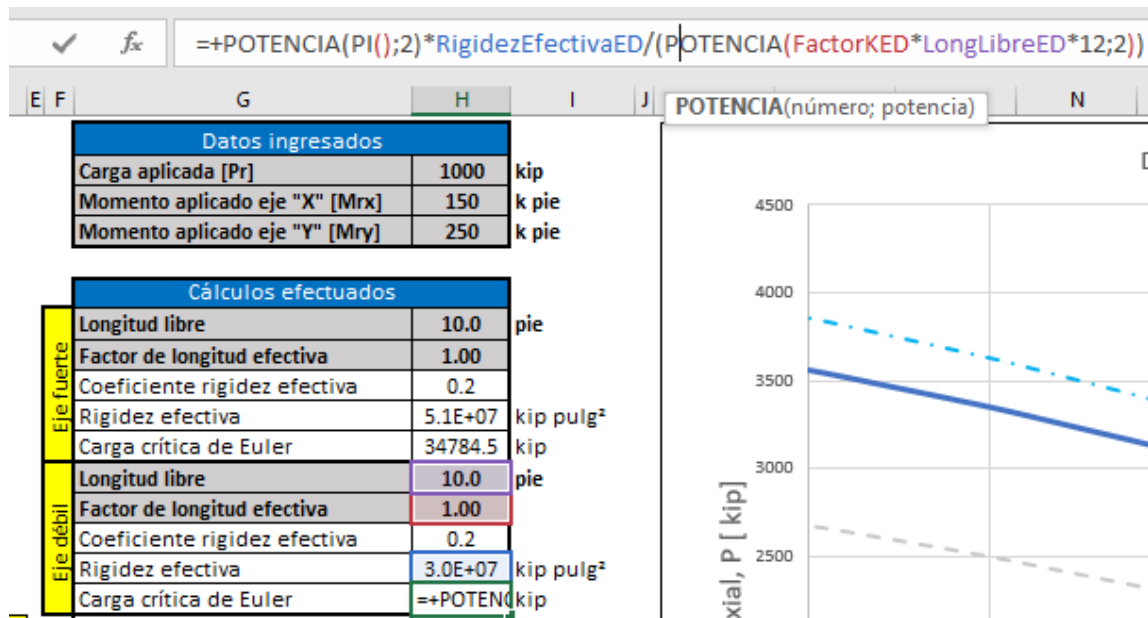 fx =+POTENCIA(PI();2)*RigidezEfectivaED/(POTENCIA(FactorKED*LongLibreED*12;2))
E F G H I J N
POTENCIA(número; potencia)
Datos ingresados
Carga aplicada [Pr] 1000 kip
Momento aplicado eje "X" [Mrx] 150 k pie
Momento aplicado eje "Y" [Mry] 250 k pie
Cálculos efectuados
Eje fuerte
Longitud libre 10.0 pie
Factor de longitud efectiva 1.00
Coeficiente rigidez efectiva 0.2
Rigidez efectiva 5.1E+07 kip pulg²
Carga crítica de Euler 34784.5 kip
Eje débil
Longitud libre 10.0 pie
Factor de longitud efectiva 1.00
Coeficiente rigidez efectiva 0.2
Rigidez efectiva 3.0E+07 kip pulg²
Carga crítica de Euler =+POTEN kip
4500
4000
3500
3000
2500
xial, P [ kip]